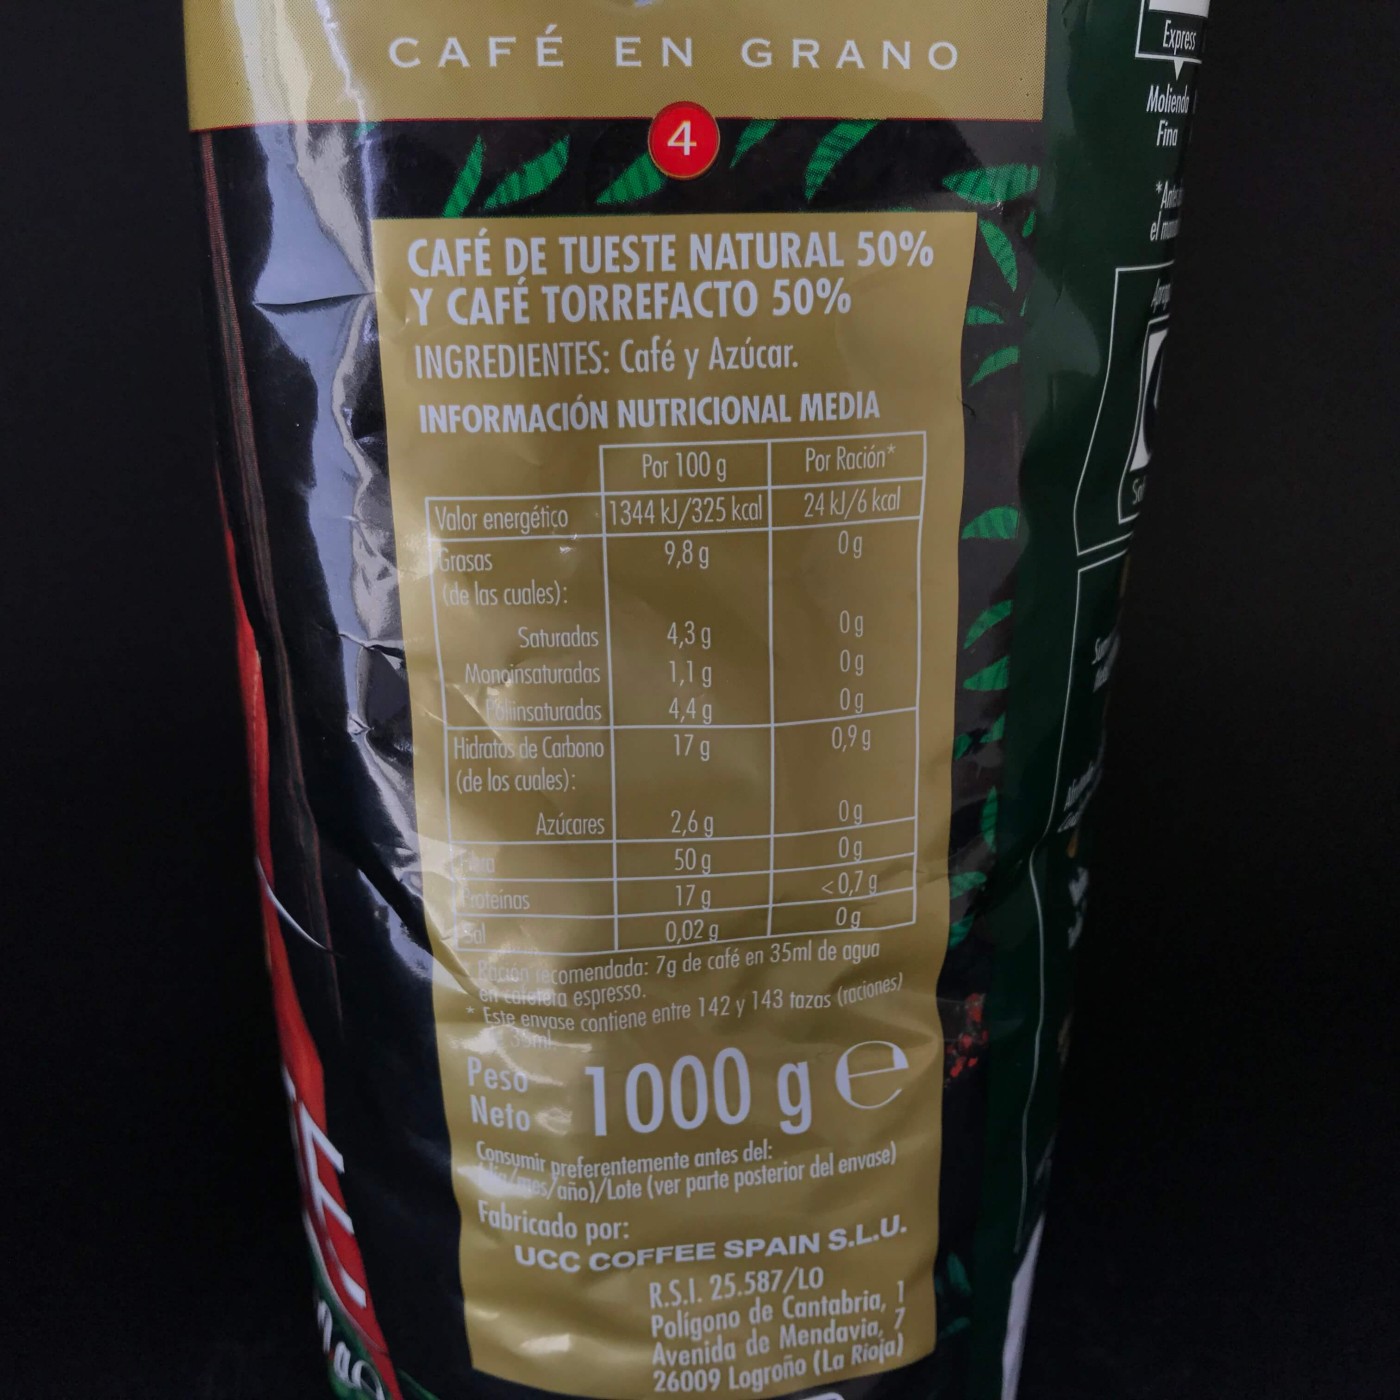 CAFÉ EN GRANO
4
CAFÉ DE TUESTE NATURAL 50%
Y CAFÉ TORREFACTO 50%
INGREDIENTES: Café y Azúcar.
INFORMACIÓN NUTRICIONAL MEDIA
Por 100 g Por Ración*
Valor energético 1344 kJ/325 kcal 24 kJ/6 kcal
Grasas 9,8 g 0 g
(de las cuales):
Saturadas 4,3 g 0 g
Monoinsaturadas 1,1 g 0 g
Poliinsaturadas 4,4 g 0 g
Hidratos de Carbono 17 g 0,9 g
(de los cuales):
Azúcares 2,6 g 0 g
Fibra 50 g 0 g
Proteínas 17 g <0,7 g
Sal 0,02 g 0 g
* Ración recomendada: 7g de café en 35ml de agua
en cafetera espresso.
* Este envase contiene entre 142 y 143 tazas (raciones)
de 35ml.
Peso
Neto 1000 g e
Consumir preferentemente antes del:
(día/mes/año)/Lote (ver parte posterior del envase)
Fabricado por:
UCC COFFEE SPAIN S.L.U.
R.S.I. 25.587/LO
Polígono de Cantabria, 1
Avenida de Mendavia, 7
26009 Logroño (La Rioja)
Express
Molienda
Fina